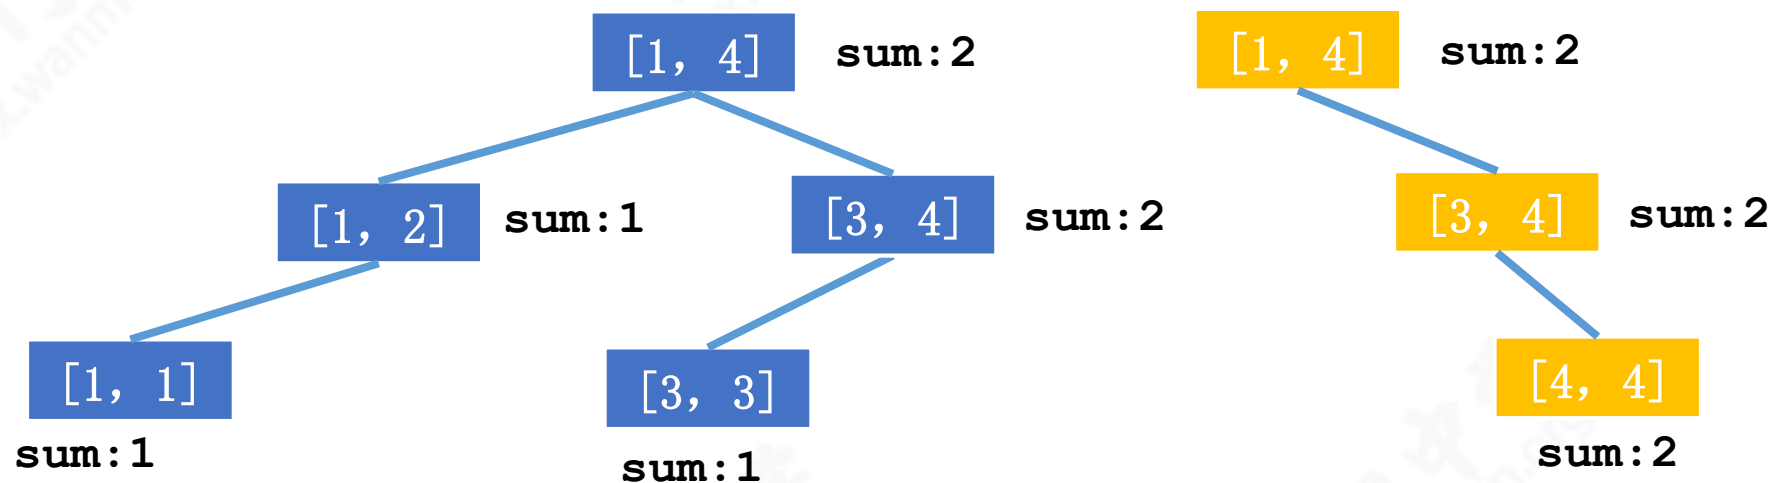 [1, 4] sum:2 [1, 4] sum:2
[1, 2] sum:1 [3, 4] sum:2 [3, 4] sum:2
[1, 1] [3, 3] [4, 4]
sum:1 sum:1 sum:2